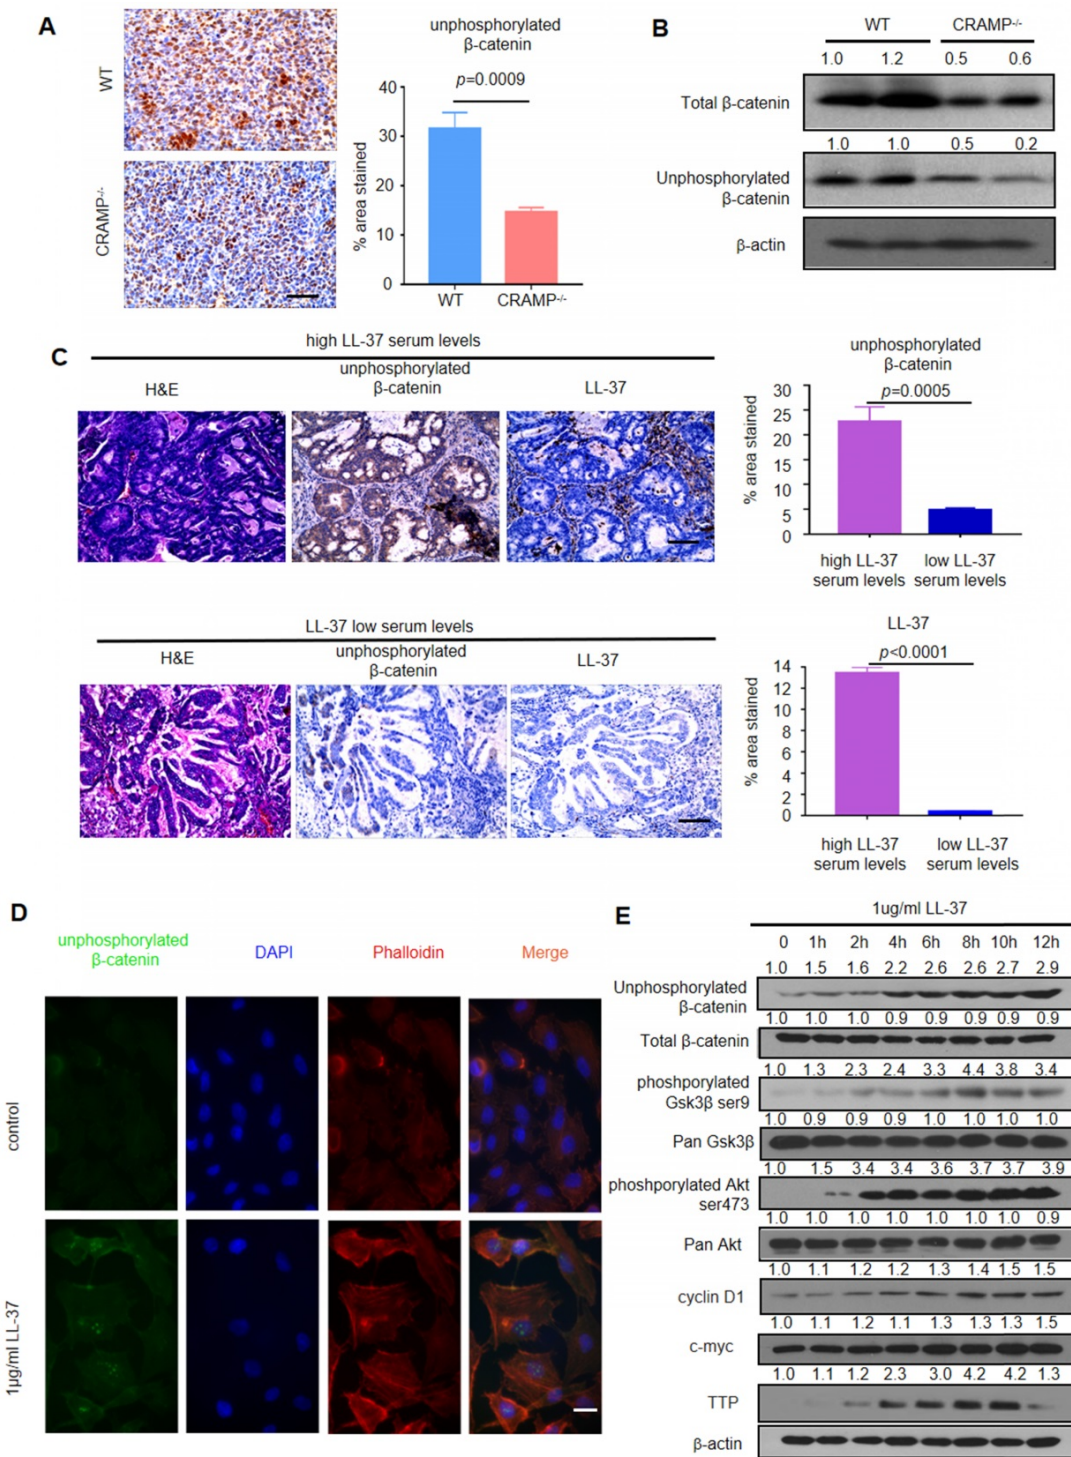 A
WT
CRAMP-/-
unphosphorylated
β-catenin
p=0.0009
% area stained
40
30
20
10
0
WT
CRAMP-/-
B
WT
CRAMP-/-
1.0 1.2 0.5 0.6
Total β-catenin
1.0 1.0 0.5 0.2
Unphosphorylated
β-catenin
β-actin
C
high LL-37 serum levels
H&E
unphosphorylated
β-catenin
LL-37
unphosphorylated
β-catenin
p=0.0005
% area stained
30
25
20
15
10
5
0
high LL-37
serum levels
low LL-37
serum levels
LL-37 low serum levels
H&E
unphosphorylated
β-catenin
LL-37
LL-37
p<0.0001
% area stained
14
12
10
8
6
4
2
0
high LL-37
serum levels
low LL-37
serum levels
D
unphosphorylated
β-catenin
DAPI
Phalloidin
Merge
control
1µg/ml LL-37
E
1ug/ml LL-37
0 1h 2h 4h 6h 8h 10h 12h
1.0 1.5 1.6 2.2 2.6 2.6 2.7 2.9
Unphosphorylated
β-catenin
1.0 1.0 1.0 0.9 0.9 0.9 0.9 0.9
Total β-catenin
1.0 1.3 2.3 2.4 3.3 4.4 3.8 3.4
phoshporylated
Gsk3β ser9
1.0 0.9 0.9 0.9 1.0 1.0 1.0 1.0
Pan Gsk3β
1.0 1.5 3.4 3.4 3.6 3.7 3.7 3.9
phoshporylated Akt
ser473
1.0 1.0 1.0 1.0 1.0 1.0 1.0 0.9
Pan Akt
1.0 1.1 1.2 1.2 1.3 1.4 1.5 1.5
cyclin D1
1.0 1.1 1.2 1.1 1.3 1.3 1.3 1.5
c-myc
1.0 1.1 1.2 2.3 3.0 4.2 4.2 1.3
TTP
β-actin